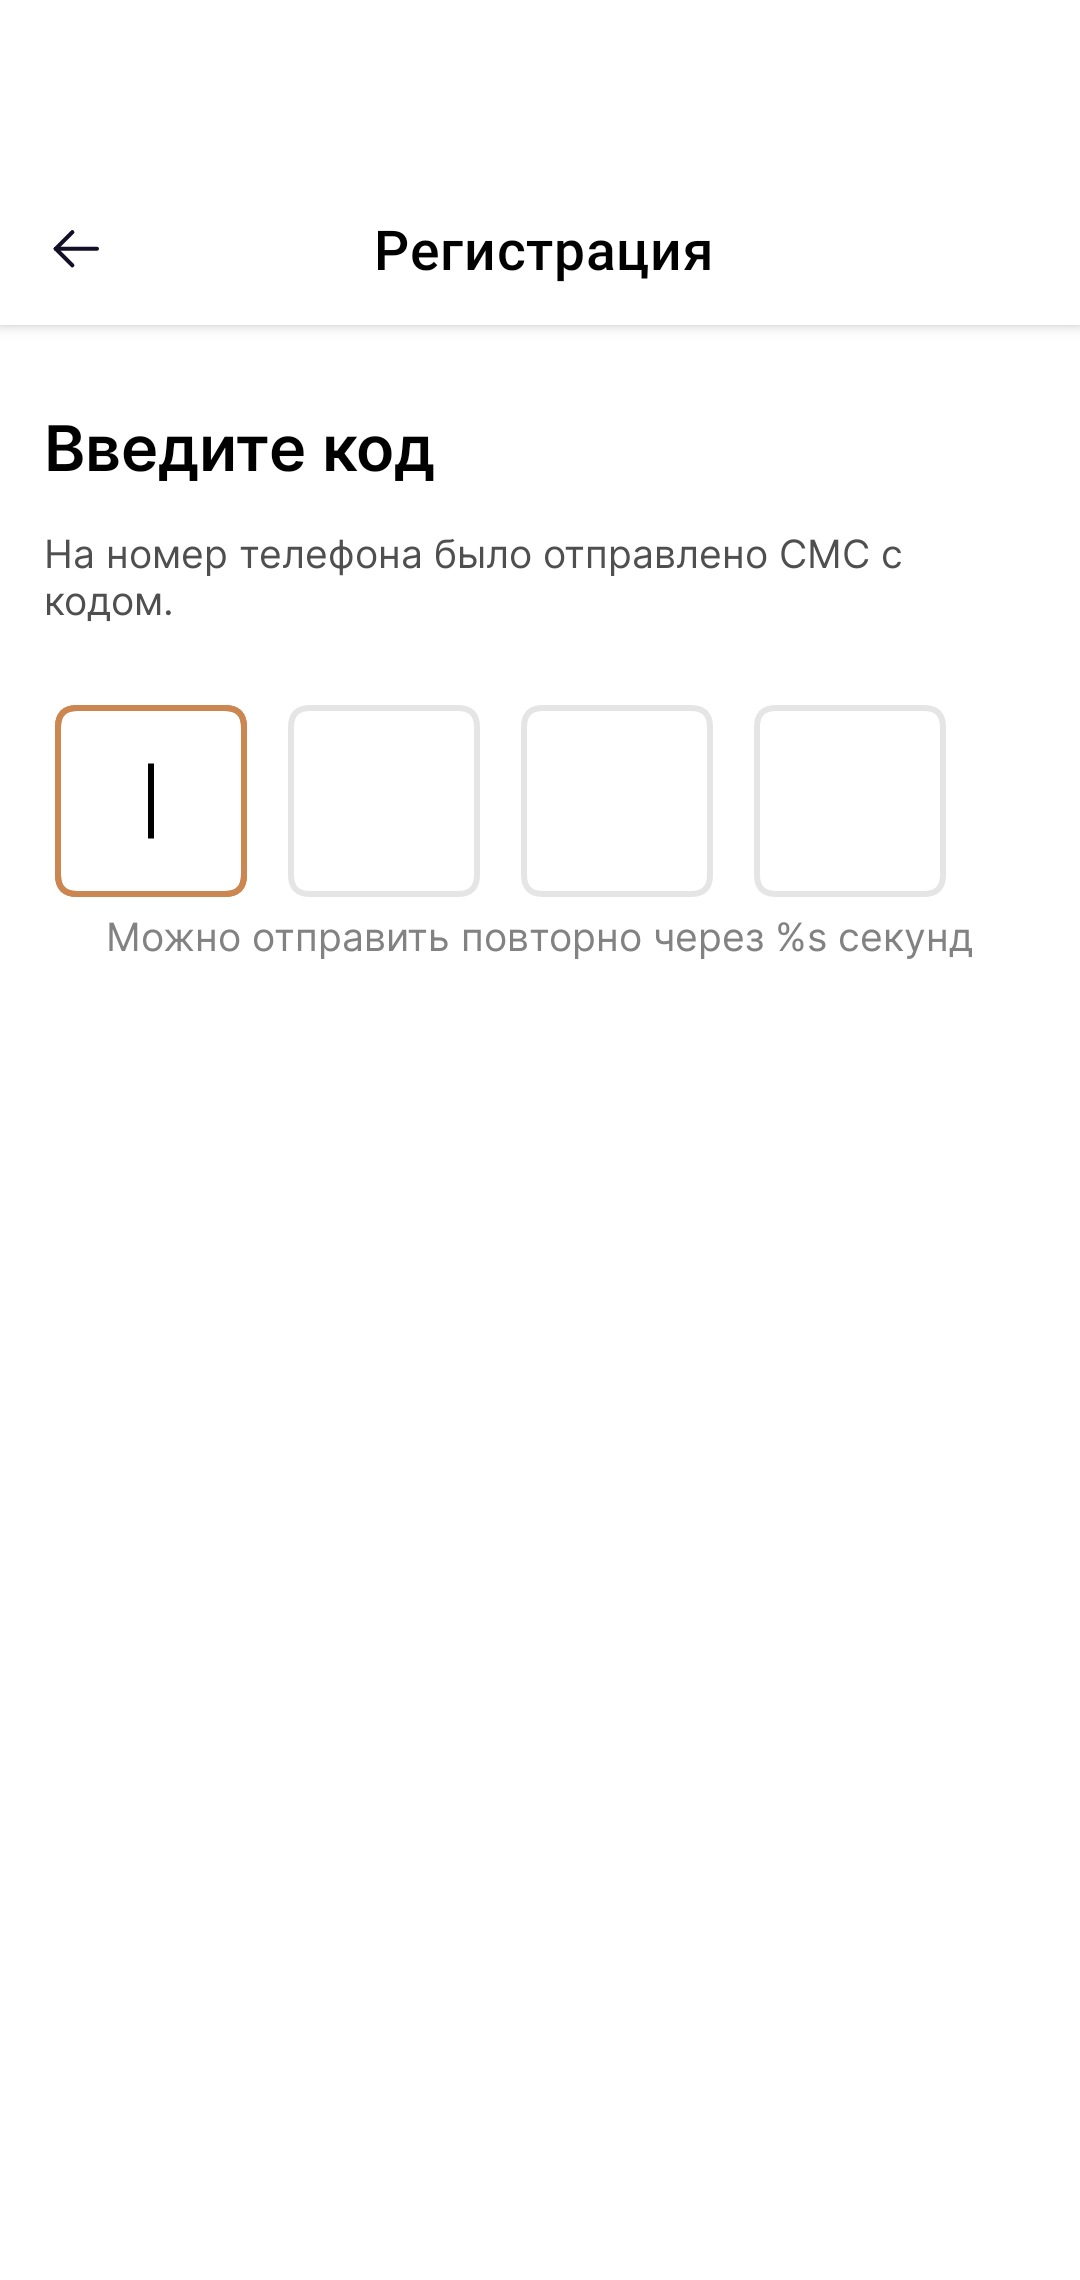 Регистрация
Введите код
На номер телефона было отправлено СМС с
кодом.
Можно отправить повторно через %s секунд